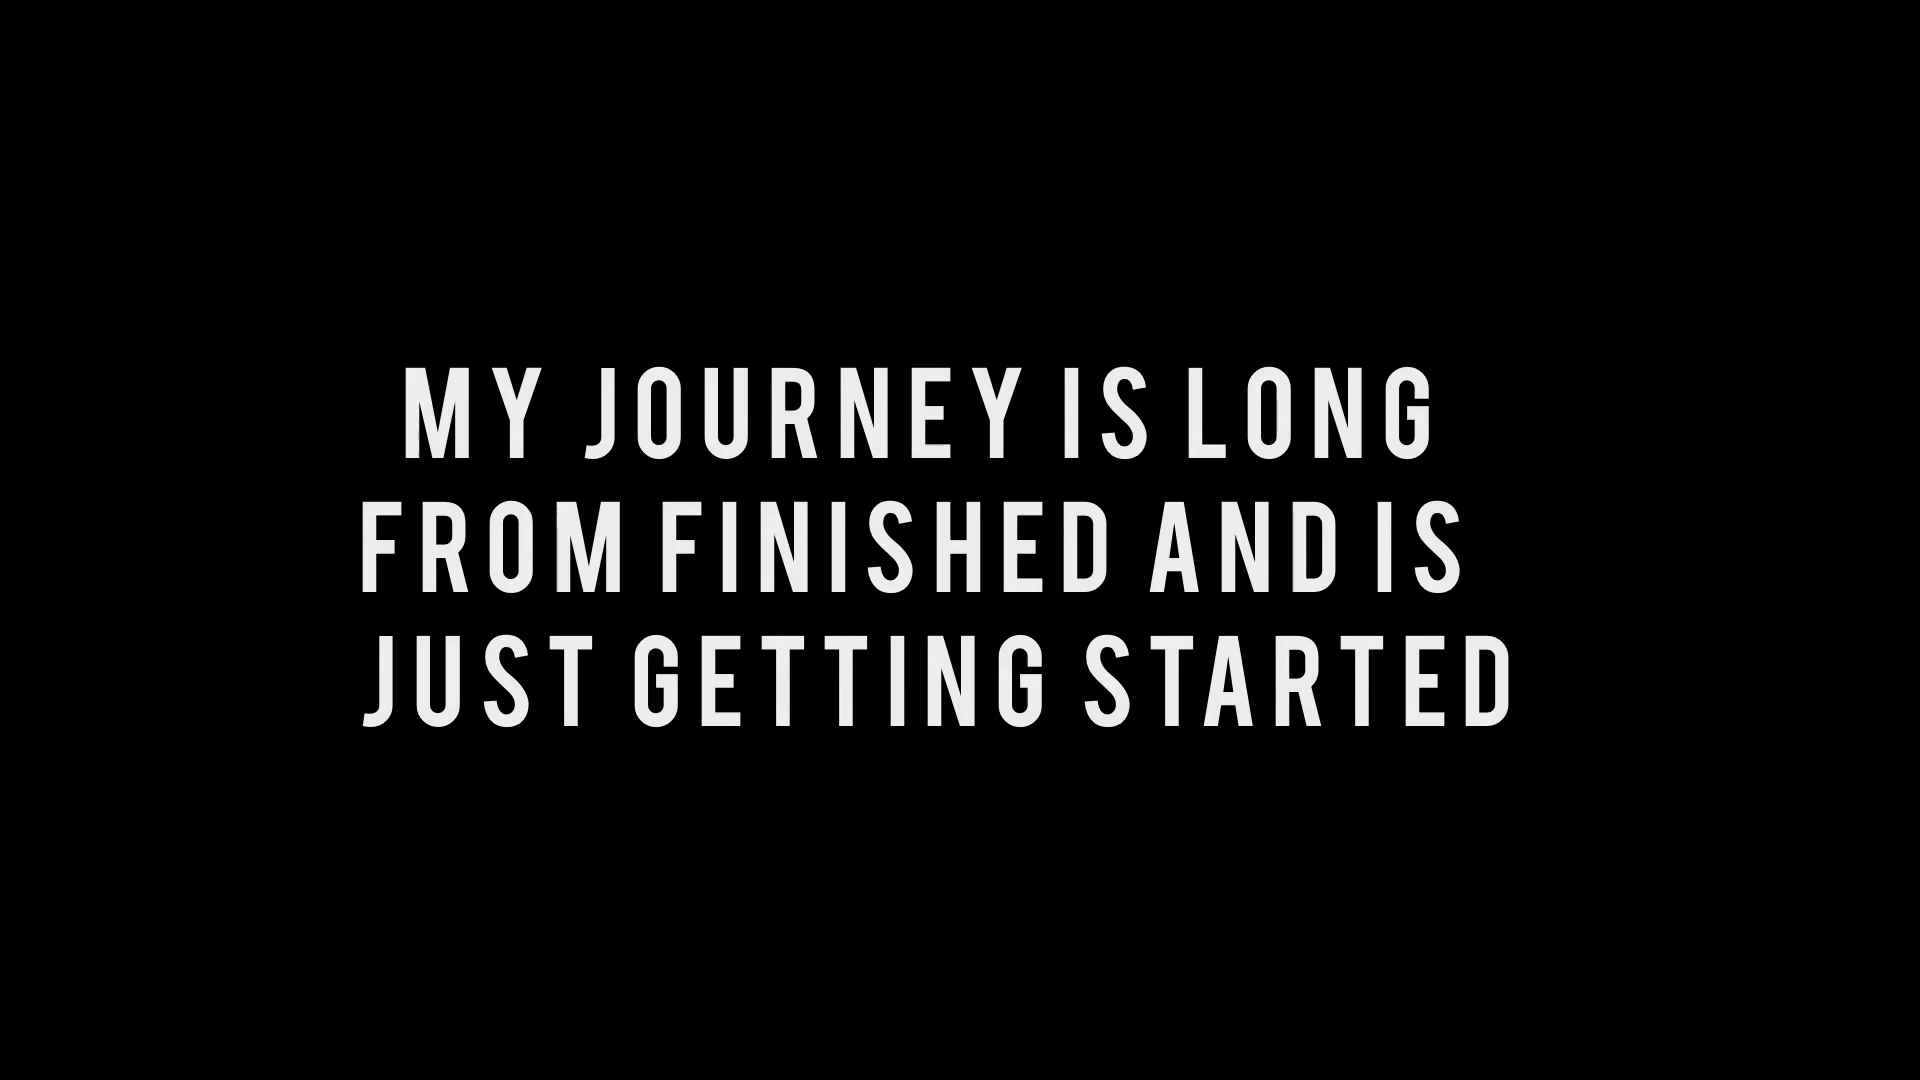 MY JOURNEY IS LONG
FROM FINISHED AND IS
JUST GETTING STARTED